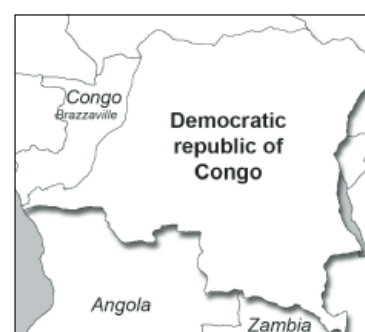 Congo
Brazzaville
Democratic
republic of
Congo
Angola
Zambia